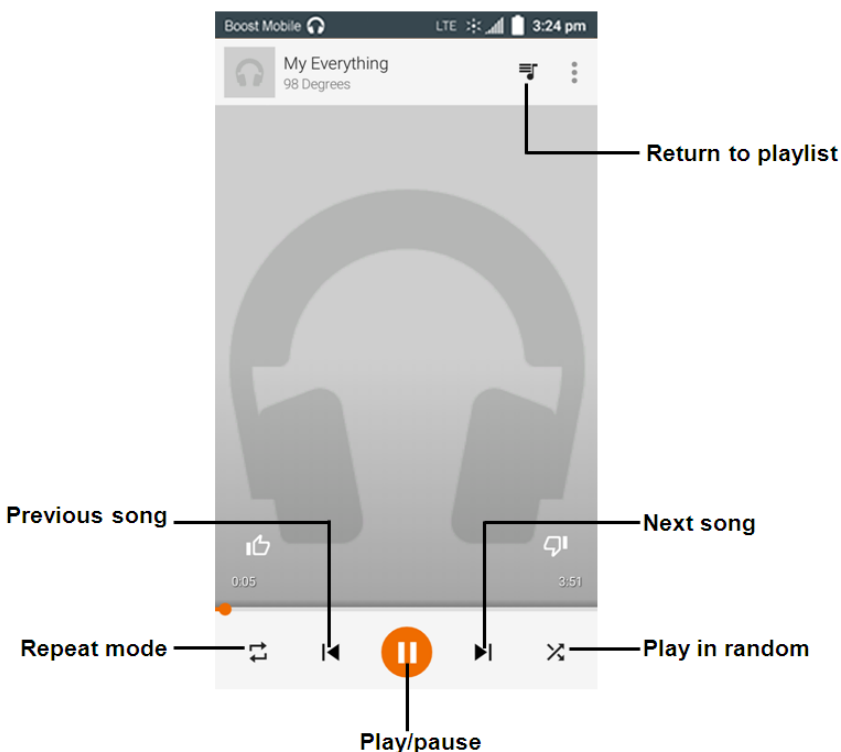 Boost Mobile LTE 3:24 pm
My Everything
98 Degrees
Return to playlist
Previous song
Next song
0:05 3:51
Repeat mode
Play in random
Play/pause